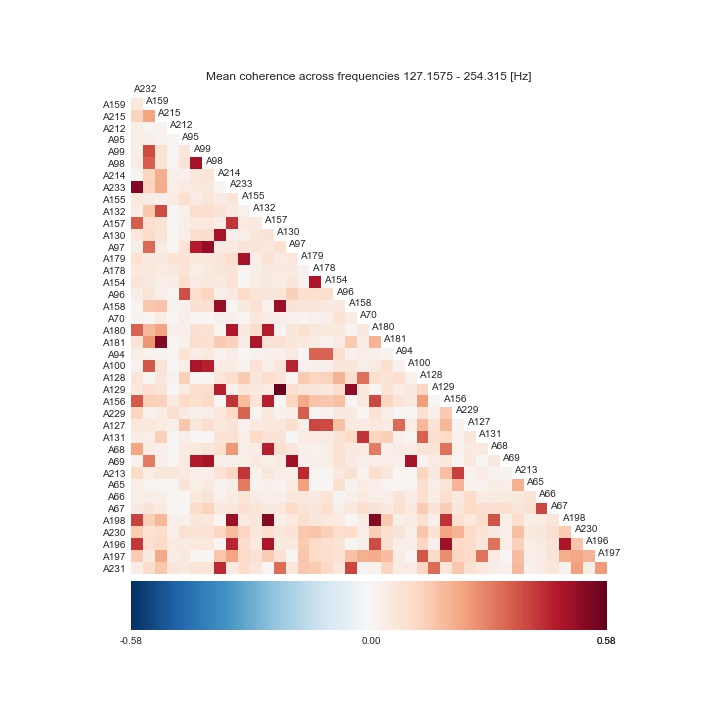 Mean coherence across frequencies 127.1575 - 254.315 [Hz]
A232
A159 A159
A215 A215
A212 A212
A95 A95
A99 A99
A98 A98
A214 A214
A233 A233
A155 A155
A132 A132
A157 A157
A130 A130
A97 A97
A179 A179
A178 A178
A154 A154
A96 A96
A158 A158
A70 A70
A180 A180
A181 A181
A94 A94
A100 A100
A128 A128
A129 A129
A156 A156
A229 A229
A127 A127
A131 A131
A68 A68
A69 A69
A213 A213
A65 A65
A66 A66
A67 A67
A198 A198
A230 A230
A196 A196
A197 A197
A231
-0.58 0.00 0.58